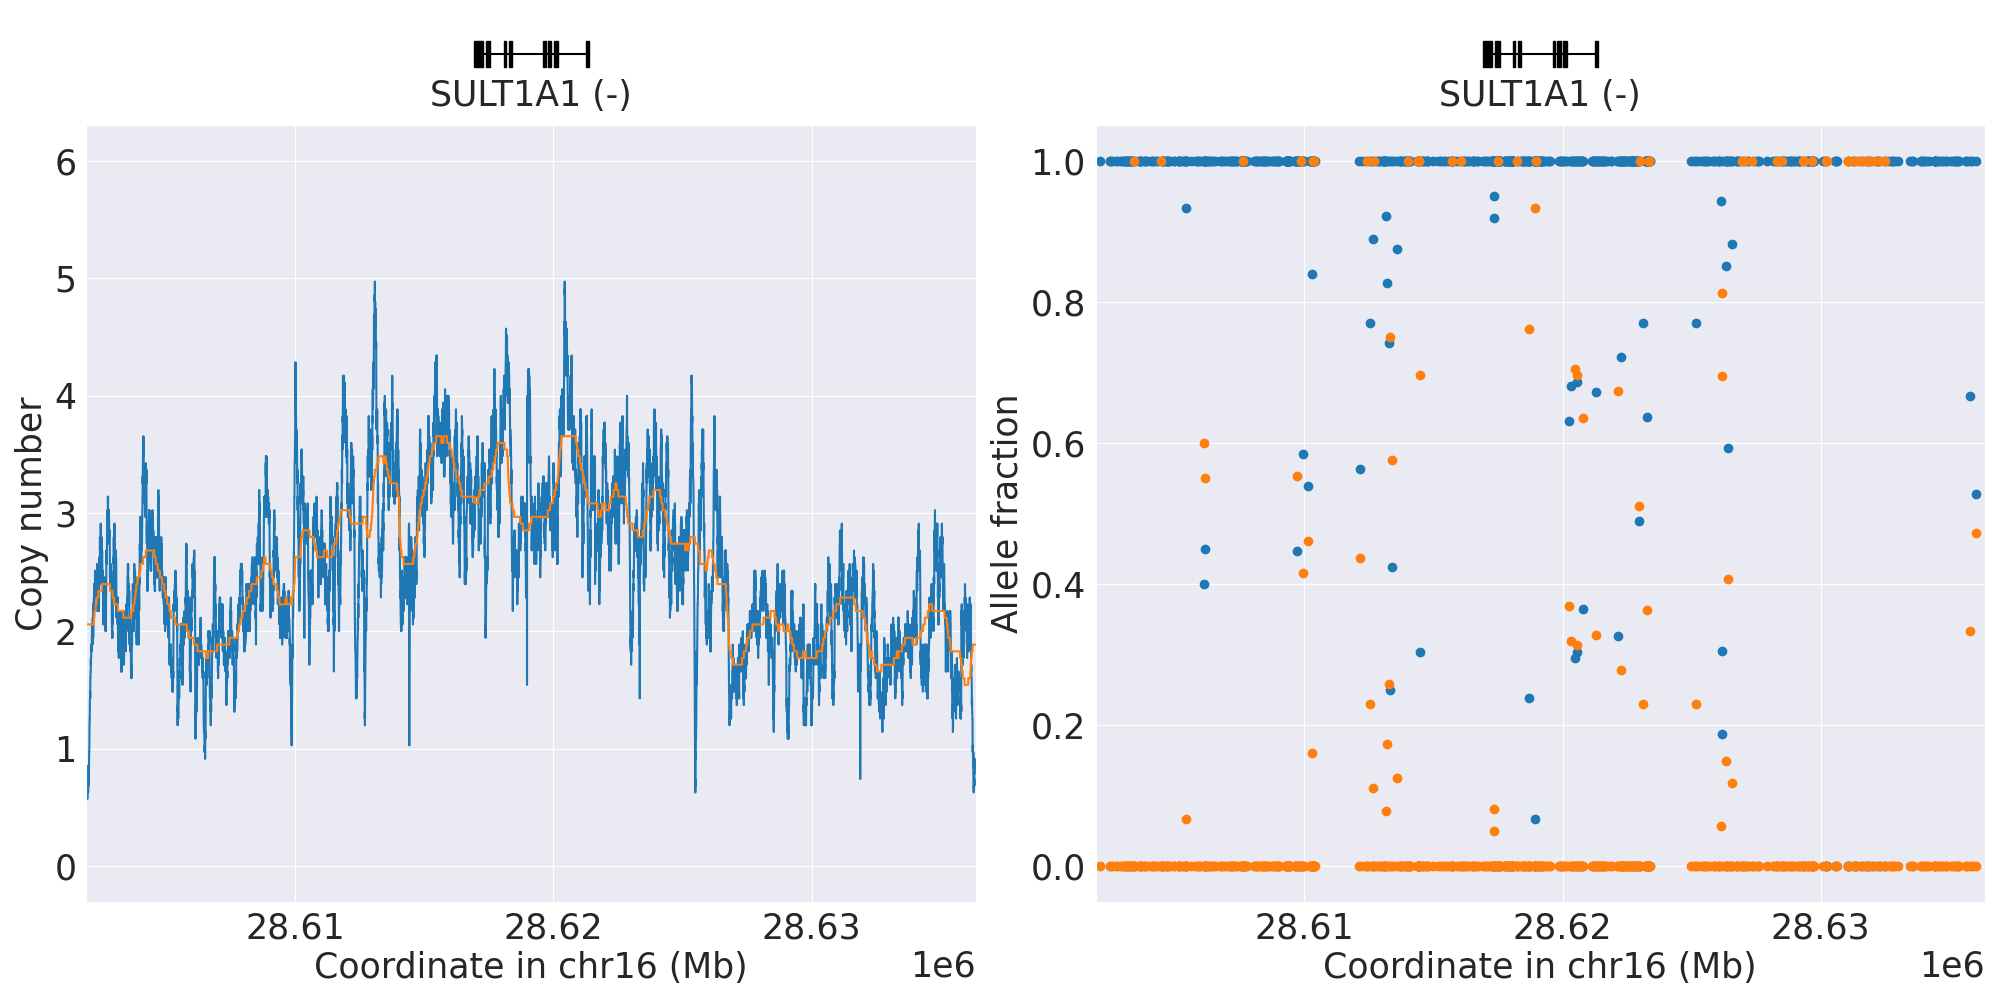 SULT1A1 (-)
6
5
4
3
2
1
0
Copy number
28.61
28.62
28.63
Coordinate in chr16 (Mb)
1e6
SULT1A1 (-)
1.0
0.8
0.6
0.4
0.2
0.0
Allele fraction
28.61
28.62
28.63
Coordinate in chr16 (Mb)
1e6